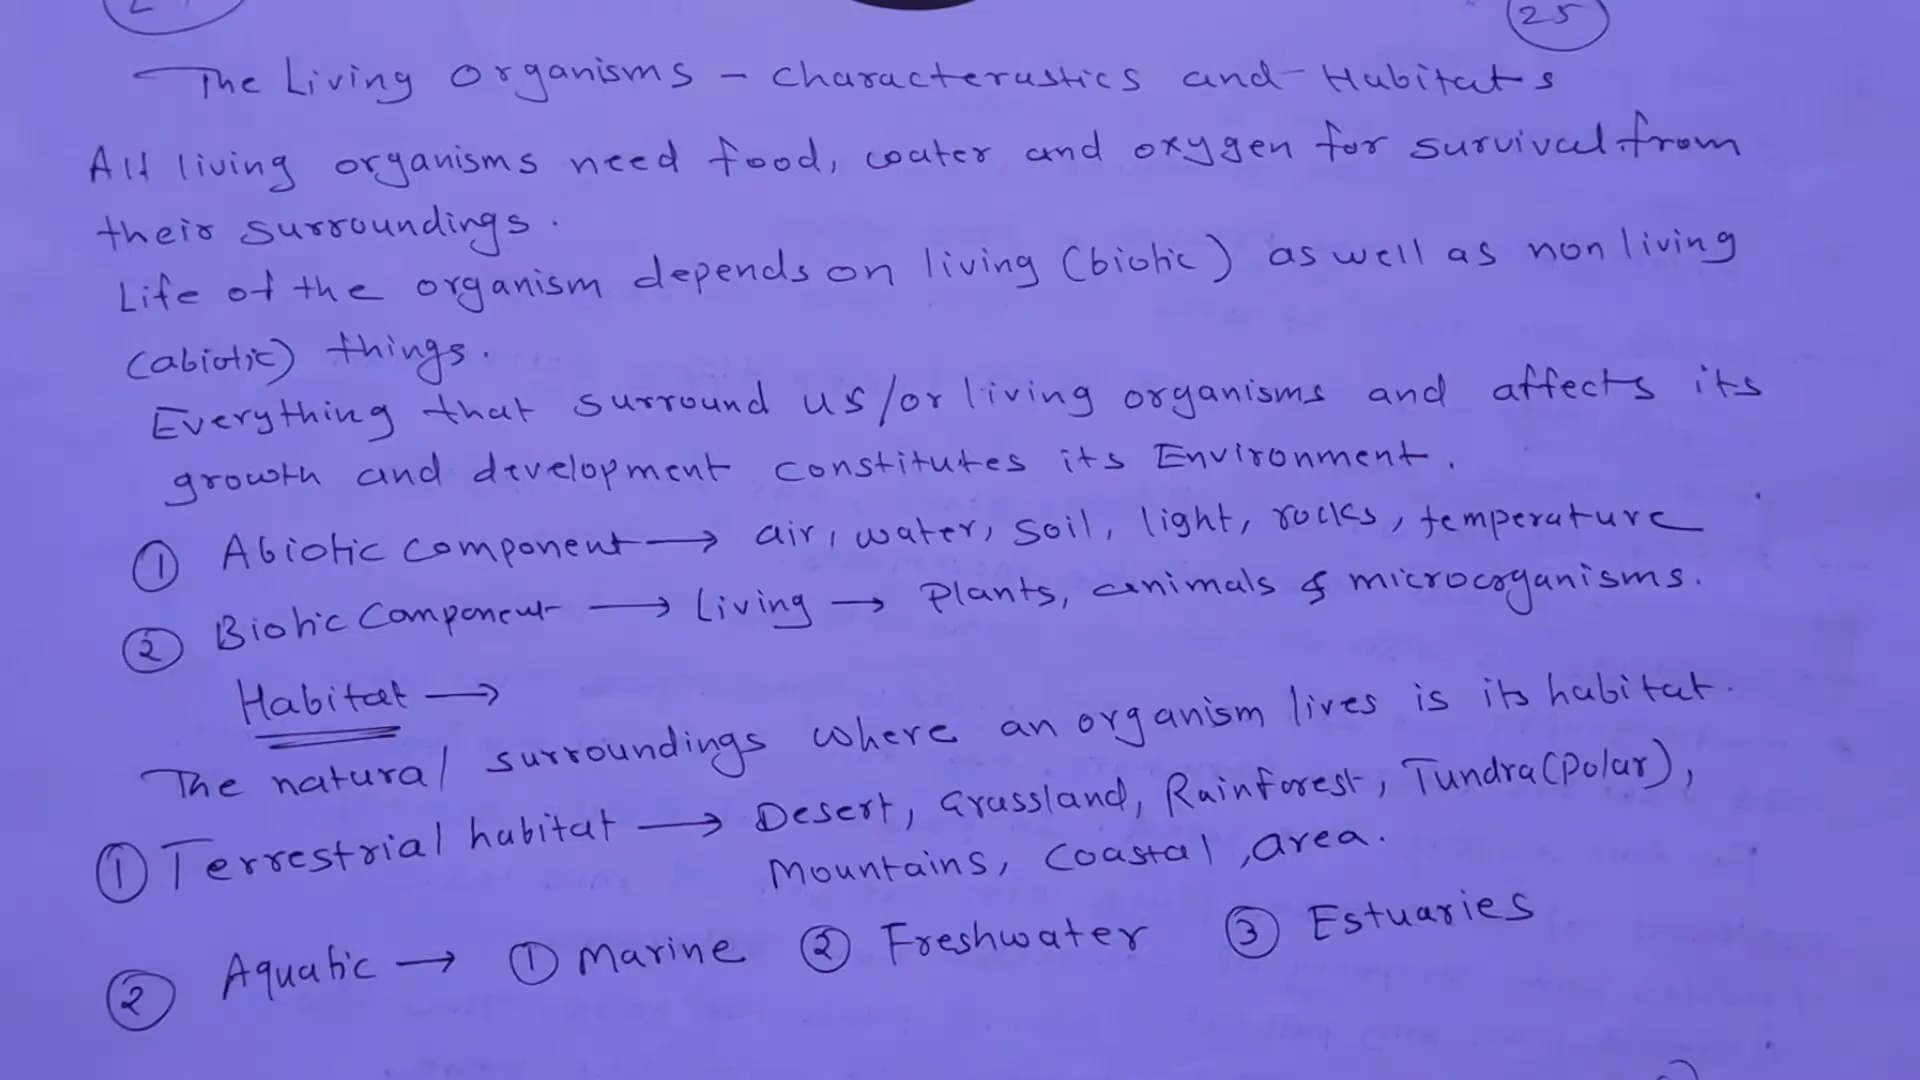 25
The Living Organisms - Characterustics and Habitats
All living organisms need food, water and oxygen for survival from
their surroundings.
Life of the organism depends on living (biotic) as well as non living
(abiotic) things.
Everything that surround us/or living organisms and affects its
growth and development constitutes its Environment.
① Abiotic component → air, water, soil, light, rocks, temperature
② Biotic Component → Living → Plants, animals & microorganisms.
Habitat →
The natural surroundings where an organism lives is its habitat.
① Terrestrial habitat → Desert, Grassland, Rainforest, Tundra (Polar),
Mountains, Coastal, area.
② Aquatic → ① Marine ② Freshwater ③ Estuaries